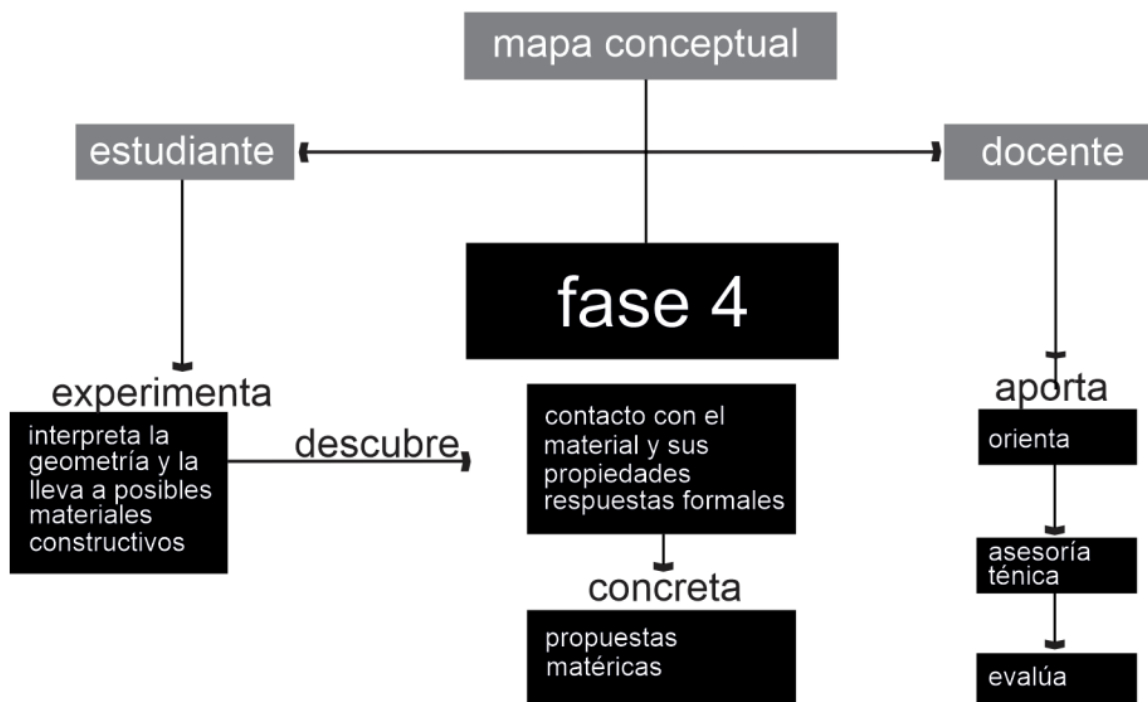 mapa conceptual
estudiante
docente
fase 4
experimenta
interpreta la
geometría y la
lleva a posibles
materiales
constructivos
descubre
contacto con el
material y sus
propiedades
respuestas formales
concreta
propuestas
matéricas
aporta
orienta
asesoría
ténica
evalúa